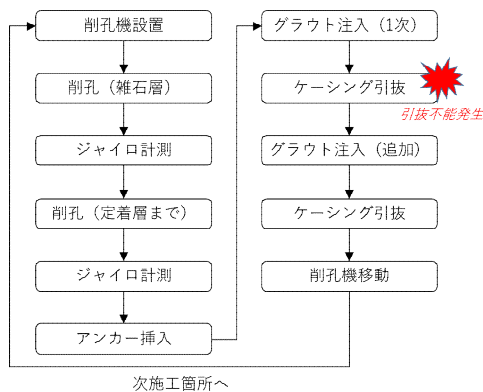 削孔機設置
削孔（雑石層）
ジャイロ計測
削孔（定着層まで）
ジャイロ計測
アンカー挿入
グラウト注入（1次）
ケーシング引抜
引抜不能発生
グラウト注入（追加）
ケーシング引抜
削孔機移動
次施工箇所へ